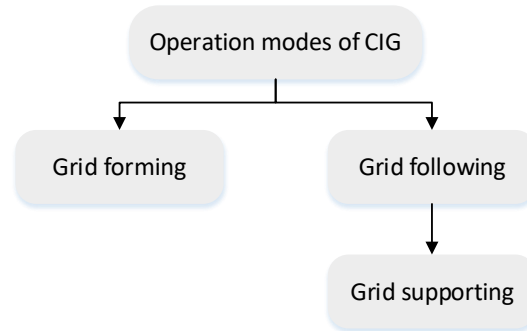 Operation modes of CIG
Grid forming
Grid following
Grid supporting